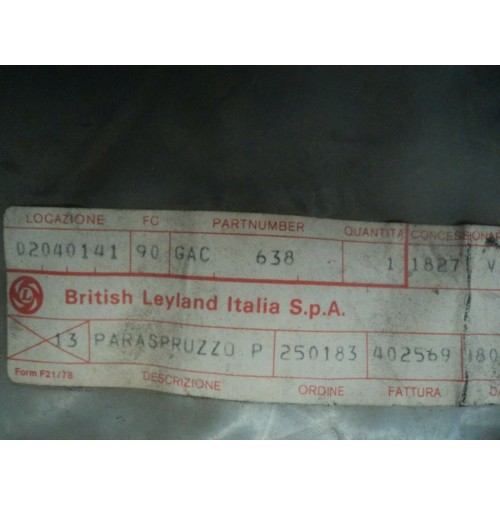 LOCAZIONE FC PARTNUMBER QUANTITA
02040141 90 GAC 638 1 1827 V
British Leyland Italia S.p.A.
13 PARASPRUZZO P 250183 402569 180
Form F21/78 DESCRIZIONE ORDINE FATTURA